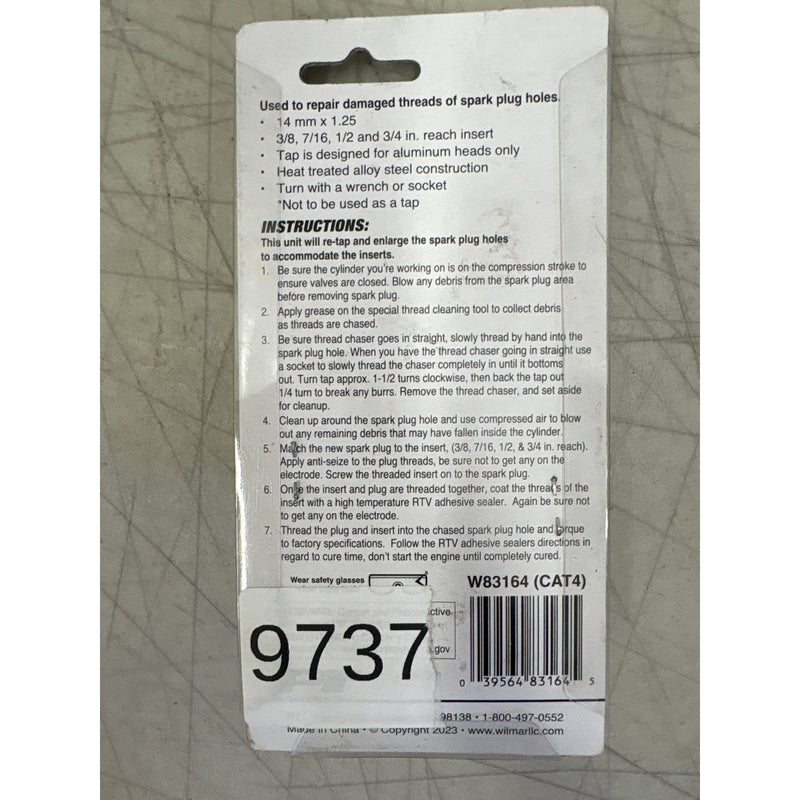 Used to repair damaged threads of spark plug holes.
• 14 mm x 1.25
• 3/8, 7/16, 1/2 and 3/4 in. reach insert
• Tap is designed for aluminum heads only
• Heat treated alloy steel construction
• Turn with a wrench or socket
*Not to be used as a tap
INSTRUCTIONS:
This unit will re-tap and enlarge the spark plug holes
to accommodate the inserts.
1. Be sure the cylinder you're working on is on the compression stroke to
ensure valves are closed. Blow any debris from the spark plug area
before removing spark plug.
2. Apply grease on the special thread cleaning tool to collect debris
as threads are chased.
3. Be sure thread chaser goes in straight, slowly thread by hand into the
spark plug hole. When you have the thread chaser going in straight use
a socket to slowly thread the chaser completely in until it bottoms
out. Turn tap approx. 1-1/2 turns clockwise, then back the tap out
1/4 turn to break any burrs. Remove the thread chaser, and set aside
for cleanup.
4. Clean up around the spark plug hole and use compressed air to blow
out any remaining debris that may have fallen inside the cylinder.
5. Match the new spark plug to the insert, (3/8, 7/16, 1/2, & 3/4 in. reach).
Apply anti-seize to the plug threads, be sure not to get any on the
electrode. Screw the threaded insert on to the spark plug.
6. Once the insert and plug are threaded together, coat the threads of the
insert with a high temperature RTV adhesive sealer. Again be sure not
to get any on the electrode.
7. Thread the plug and insert into the chased spark plug hole and torque
to factory specifications. Follow the RTV adhesive sealers directions in
regard to cure time, don't start the engine until completely cured.
Wear safety glasses
W83164 (CAT4)
ctive
.gov
9737
0 39564 83164 5
98138 • 1-800-497-0552
Made in China • © Copyright 2023 • www.wilmarllc.com